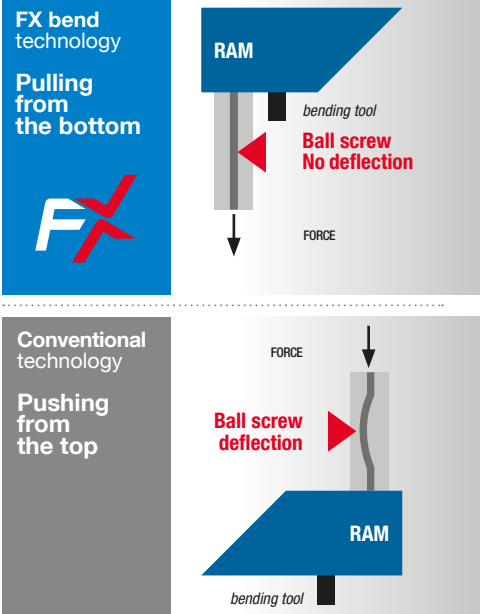 FX bend
technology
Pulling
from
the bottom
FX
RAM
bending tool
Ball screw
No deflection
FORCE
Conventional
technology
Pushing
from
the top
FORCE
Ball screw
deflection
RAM
bending tool